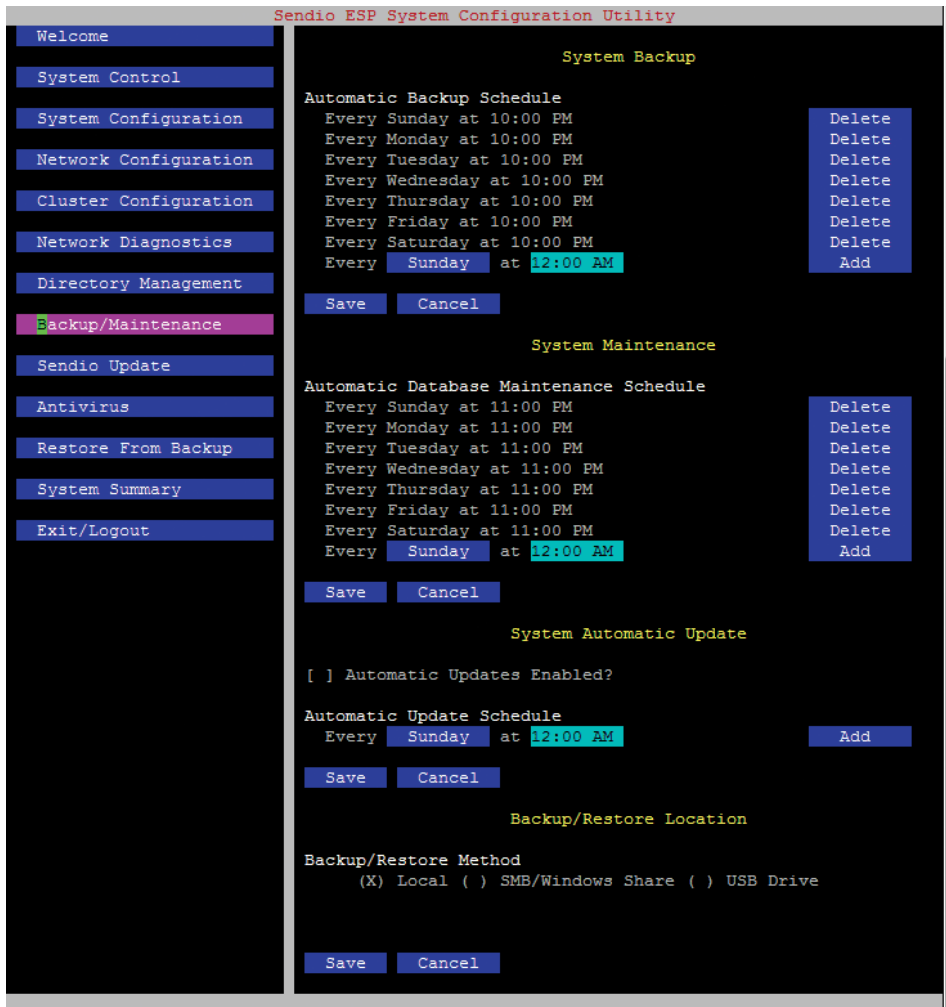 Sendio ESP System Configuration Utility
Welcome
System Control
System Configuration
Network Configuration
Cluster Configuration
Network Diagnostics
Directory Management
Backup/Maintenance
Sendio Update
Antivirus
Restore From Backup
System Summary
Exit/Logout
System Backup
Automatic Backup Schedule
Every Sunday at 10:00 PM Delete
Every Monday at 10:00 PM Delete
Every Tuesday at 10:00 PM Delete
Every Wednesday at 10:00 PM Delete
Every Thursday at 10:00 PM Delete
Every Friday at 10:00 PM Delete
Every Saturday at 10:00 PM Delete
Every Sunday at 12:00 AM Add
Save Cancel
System Maintenance
Automatic Database Maintenance Schedule
Every Sunday at 11:00 PM Delete
Every Monday at 11:00 PM Delete
Every Tuesday at 11:00 PM Delete
Every Wednesday at 11:00 PM Delete
Every Thursday at 11:00 PM Delete
Every Friday at 11:00 PM Delete
Every Saturday at 11:00 PM Delete
Every Sunday at 12:00 AM Add
Save Cancel
System Automatic Update
[ ] Automatic Updates Enabled?
Automatic Update Schedule
Every Sunday at 12:00 AM Add
Save Cancel
Backup/Restore Location
Backup/Restore Method
(X) Local ( ) SMB/Windows Share ( ) USB Drive
Save Cancel